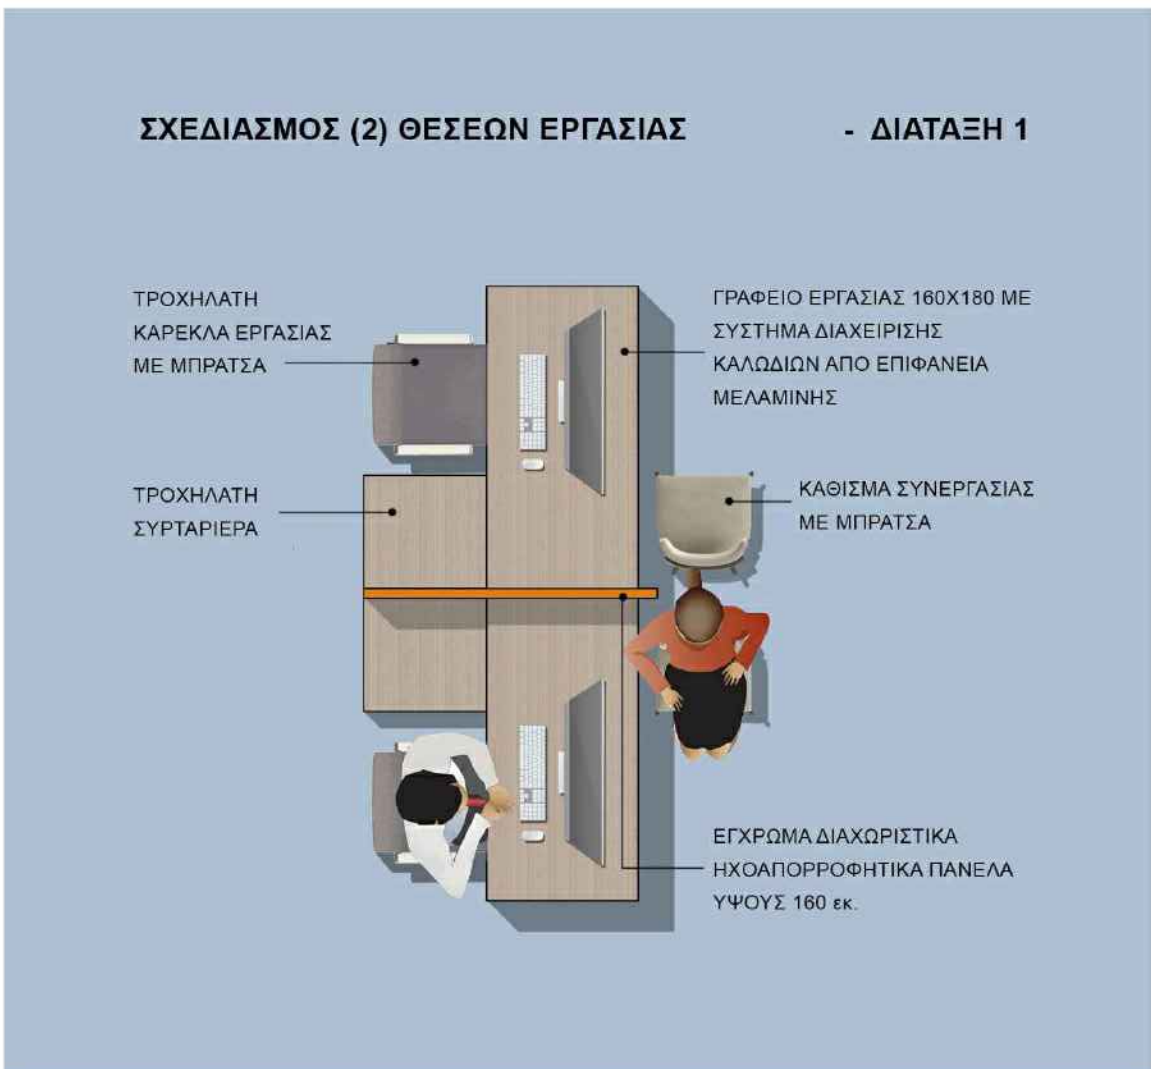 ΣΧΕΔΙΑΣΜΟΣ (2) ΘΕΣΕΩΝ ΕΡΓΑΣΙΑΣ - ΔΙΑΤΑΞΗ 1
ΤΡΟΧΗΛΑΤΗ
ΚΑΡΕΚΛΑ ΕΡΓΑΣΙΑΣ
ΜΕ ΜΠΡΑΤΣΑ
ΓΡΑΦΕΙΟ ΕΡΓΑΣΙΑΣ 160Χ180 ΜΕ
ΣΥΣΤΗΜΑ ΔΙΑΧΕΙΡΙΣΗΣ
ΚΑΛΩΔΙΩΝ ΑΠΟ ΕΠΙΦΑΝΕΙΑ
ΜΕΛΑΜΙΝΗΣ
ΤΡΟΧΗΛΑΤΗ
ΣΥΡΤΑΡΙΕΡΑ
ΚΑΘΙΣΜΑ ΣΥΝΕΡΓΑΣΙΑΣ
ΜΕ ΜΠΡΑΤΣΑ
ΕΓΧΡΩΜΑ ΔΙΑΧΩΡΙΣΤΙΚΑ
ΗΧΟΑΠΟΡΡΟΦΗΤΙΚΑ ΠΑΝΕΛΑ
ΥΨΟΥΣ 160 εκ.